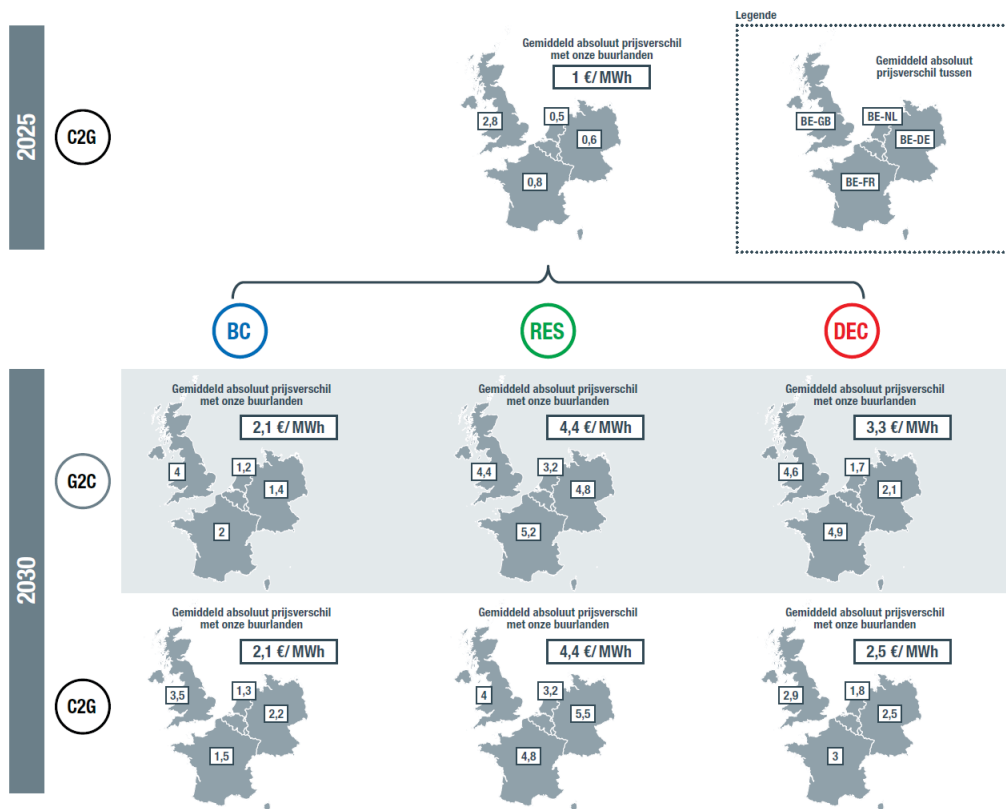 Legende
Gemiddeld absoluut prijsverschil
met onze buurlanden
1 €/ MWh
Gemiddeld absoluut
prijsverschil tussen
2025
C2G
2,8
0,5
0,6
0,8
BE-GB
BE-NL
BE-DE
BE-FR
BC
RES
DEC
2030
G2C
Gemiddeld absoluut prijsverschil
met onze buurlanden
2,1 €/ MWh
4
1,2
1,4
2
Gemiddeld absoluut prijsverschil
met onze buurlanden
4,4 €/ MWh
4,4
3,2
4,8
5,2
Gemiddeld absoluut prijsverschil
met onze buurlanden
3,3 €/ MWh
4,6
1,7
2,1
4,9
C2G
Gemiddeld absoluut prijsverschil
met onze buurlanden
2,1 €/ MWh
3,5
1,3
2,2
1,5
Gemiddeld absoluut prijsverschil
met onze buurlanden
4,4 €/ MWh
4
3,2
5,5
4,8
Gemiddeld absoluut prijsverschil
met onze buurlanden
2,5 €/ MWh
2,9
1,8
2,5
3